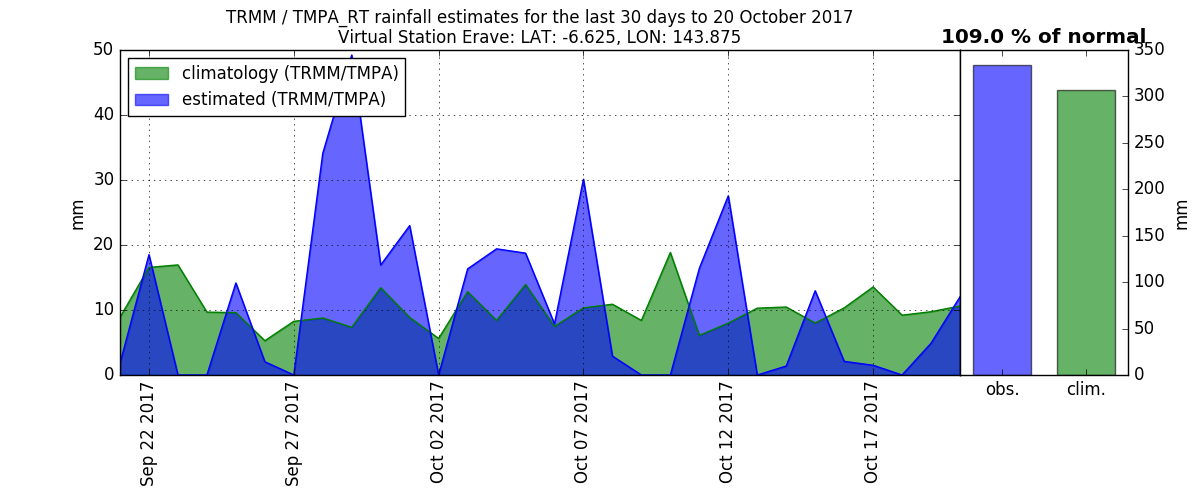 TRMM / TMPA_RT rainfall estimates for the last 30 days to 20 October 2017
Virtual Station Erave: LAT: -6.625, LON: 143.875
109.0 % of normal
climatology (TRMM/TMPA)
estimated (TRMM/TMPA)
50
40
30
20
10
0
mm
Sep 22 2017
Sep 27 2017
Oct 02 2017
Oct 07 2017
Oct 12 2017
Oct 17 2017
obs.
clim.
350
300
250
200
150
100
50
0
mm